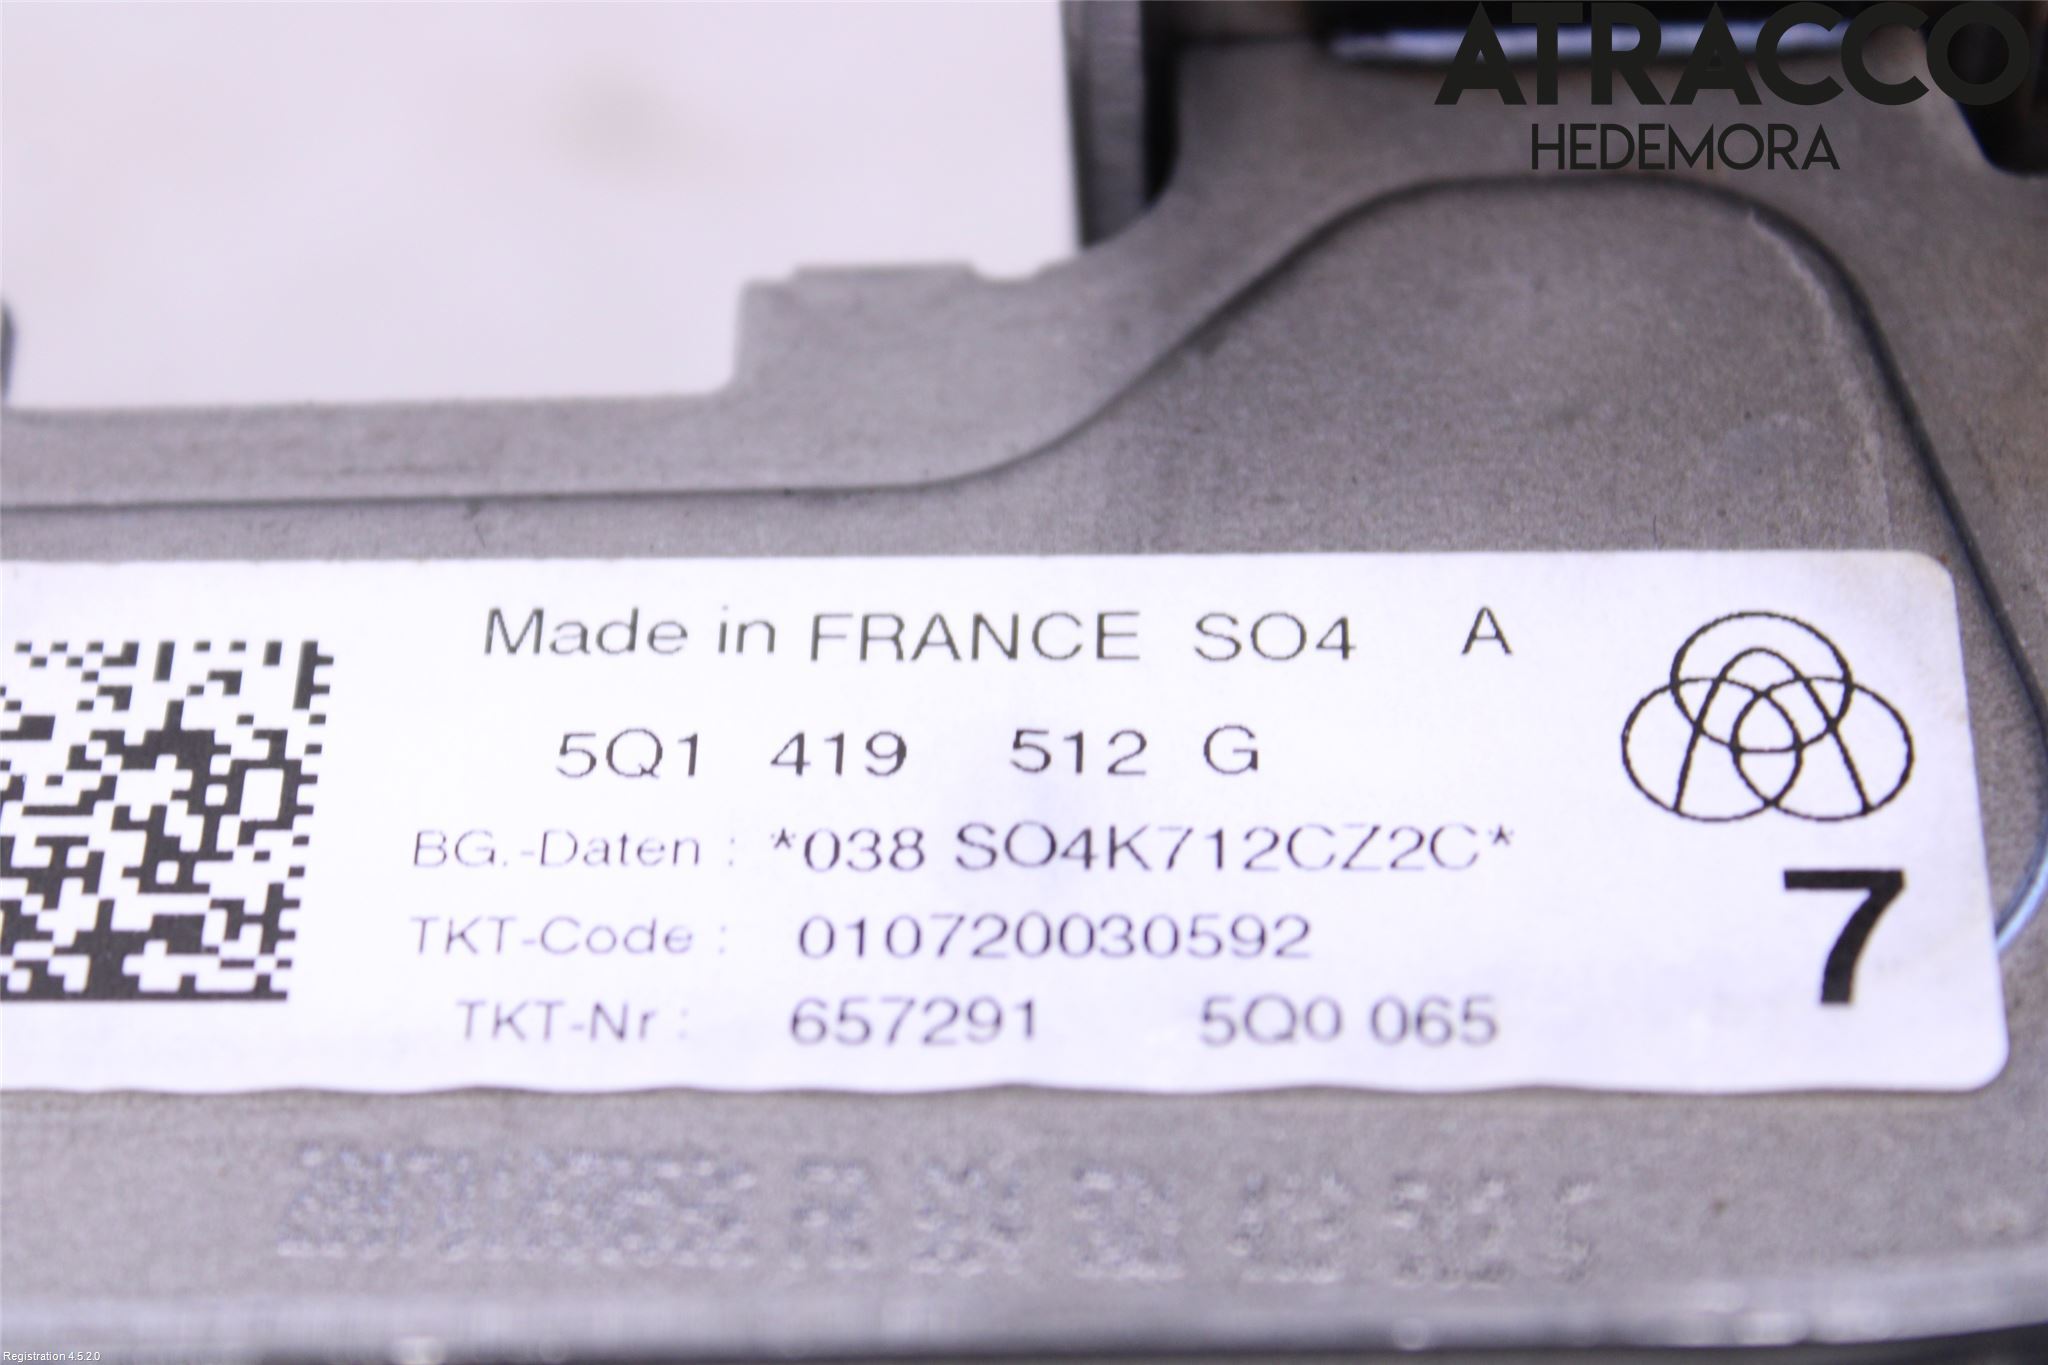 ATRACCO
HEDEMORA
Made in FRANCE SO4 A
5Q1 419 512 G
BG.-Daten : *038 SO4K712CZ2C*
7
TKT-Code : 010720030592
TKT-Nr : 657291 5Q0 065
Registration 4.5.2.0